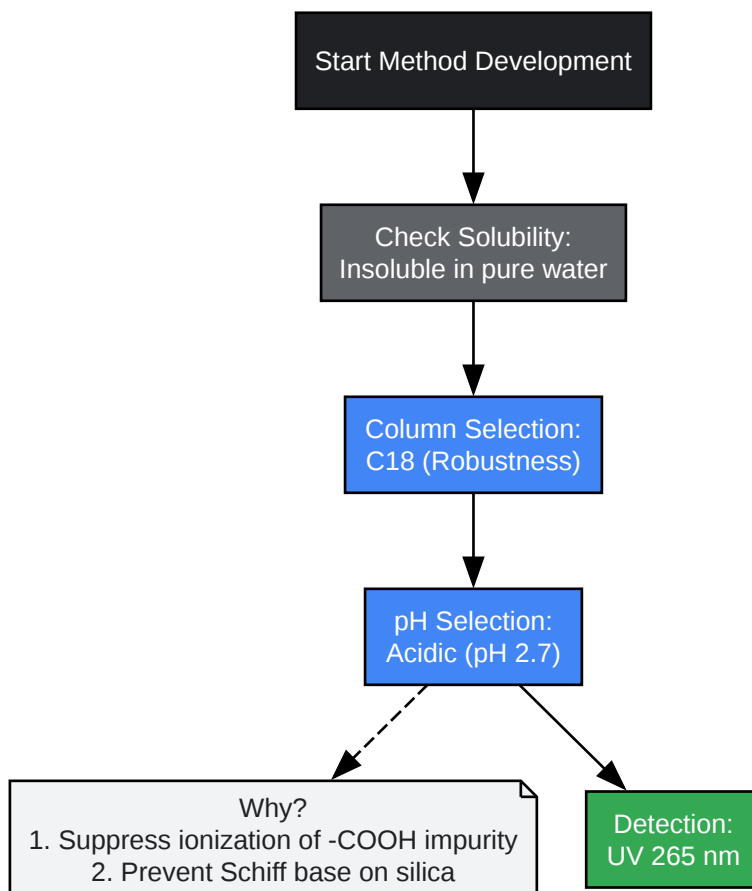 Start Method Development
Check Solubility:
Insoluble in pure water
Column Selection:
C18 (Robustness)
pH Selection:
Acidic (pH 2.7)
Why?
1. Suppress ionization of -COOH impurity
2. Prevent Schiff base on silica
Detection:
UV 265 nm